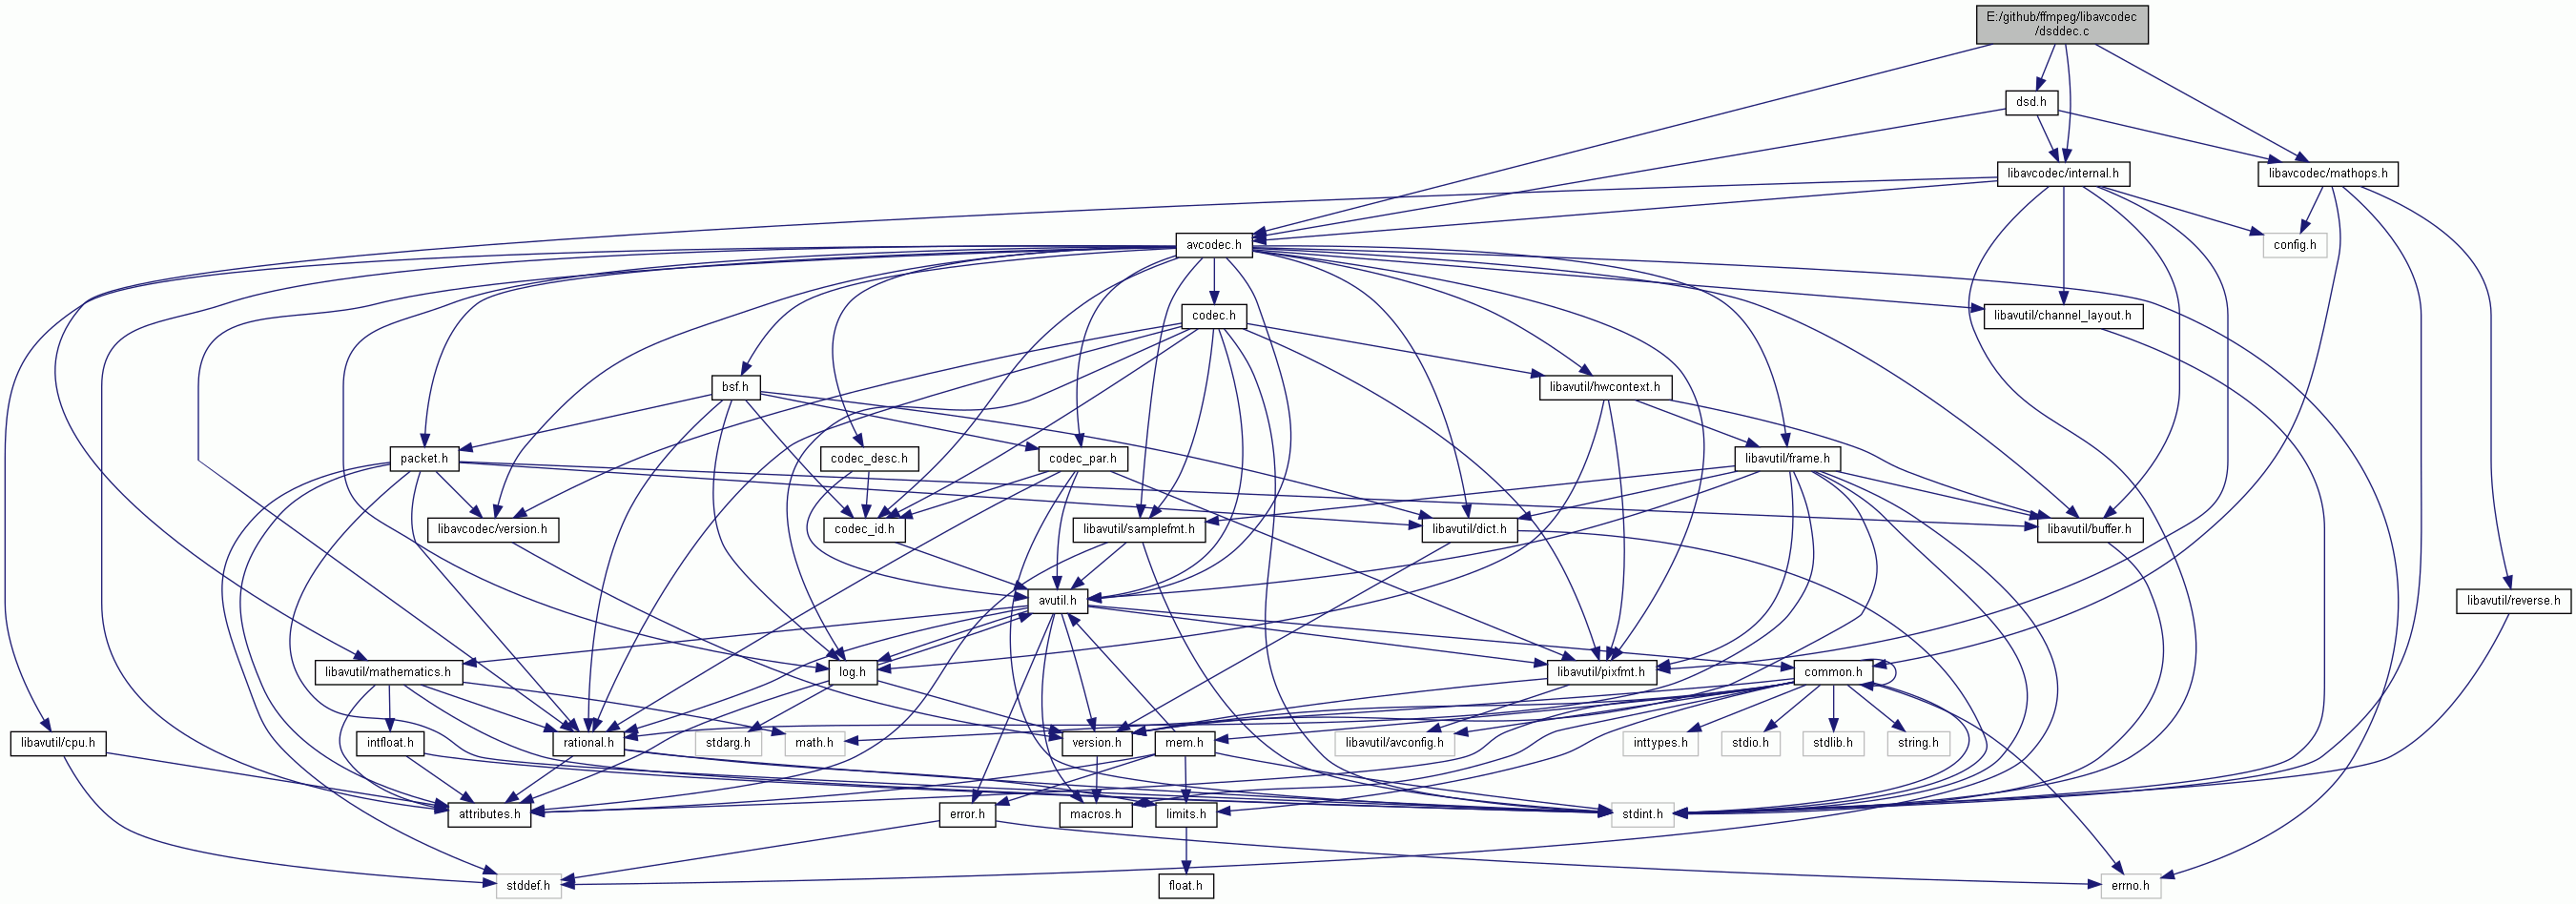 E:/github/ffmpeg/libavcodec
/dsddec.c
dsd.h
libavcodec/internal.h
libavcodec/mathops.h
avcodec.h
config.h
codec.h
libavutil/channel_layout.h
bsf.h
libavutil/hwcontext.h
packet.h
codec_desc.h
codec_par.h
libavutil/frame.h
libavcodec/version.h
codec_id.h
libavutil/samplefmt.h
libavutil/dict.h
libavutil/buffer.h
avutil.h
libavutil/reverse.h
libavutil/mathematics.h
log.h
libavutil/pixfmt.h
common.h
libavutil/cpu.h
intfloat.h
rational.h
stdarg.h
math.h
version.h
mem.h
libavutil/avconfig.h
inttypes.h
stdio.h
stdlib.h
string.h
attributes.h
error.h
macros.h
limits.h
stdint.h
stddef.h
float.h
errno.h